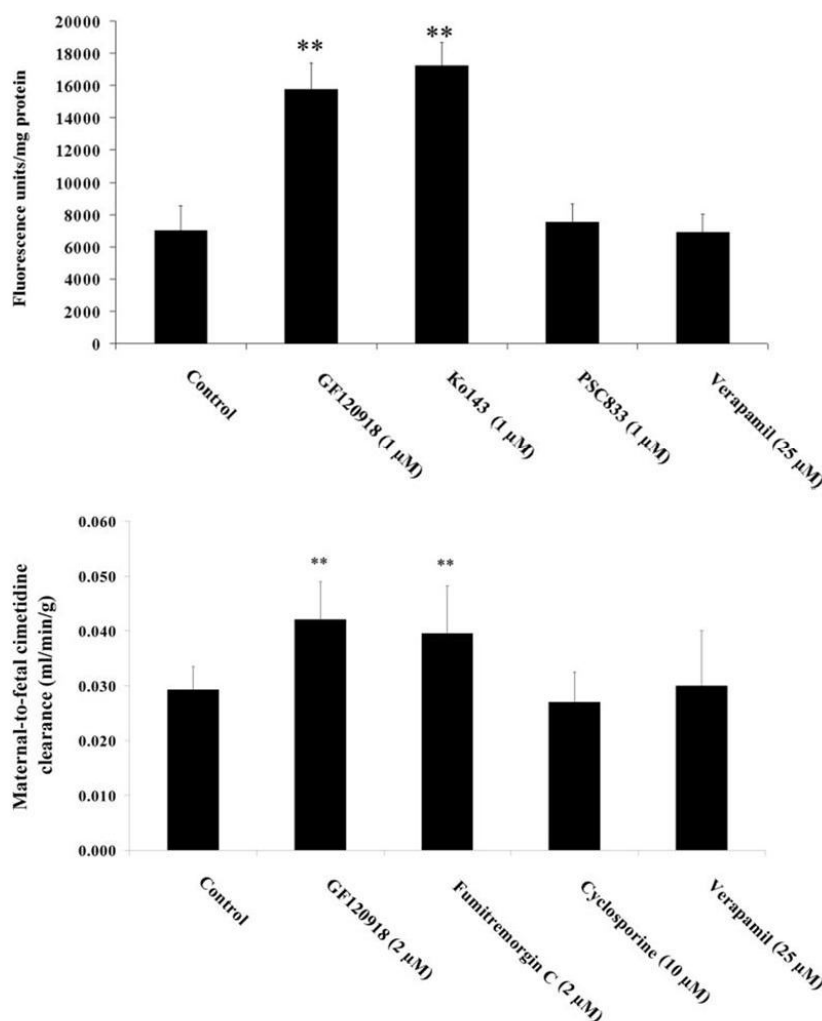 20000
18000
16000
14000
12000
10000
8000
6000
4000
2000
0
Fluorescence units/mg protein
**
**
Control
GF120918 (1 µM)
Ko143 (1 µM)
PSC833 (1 µM)
Verapamil (25 µM)
0.060
0.050
0.040
0.030
0.020
0.010
0.000
Maternal-to-fetal cimetidine
clearance (ml/min/g)
**
**
Control
GF120918 (2 µM)
Fumitremorgin C (2 µM)
Cyclosporine (10 µM)
Verapamil (25 µM)